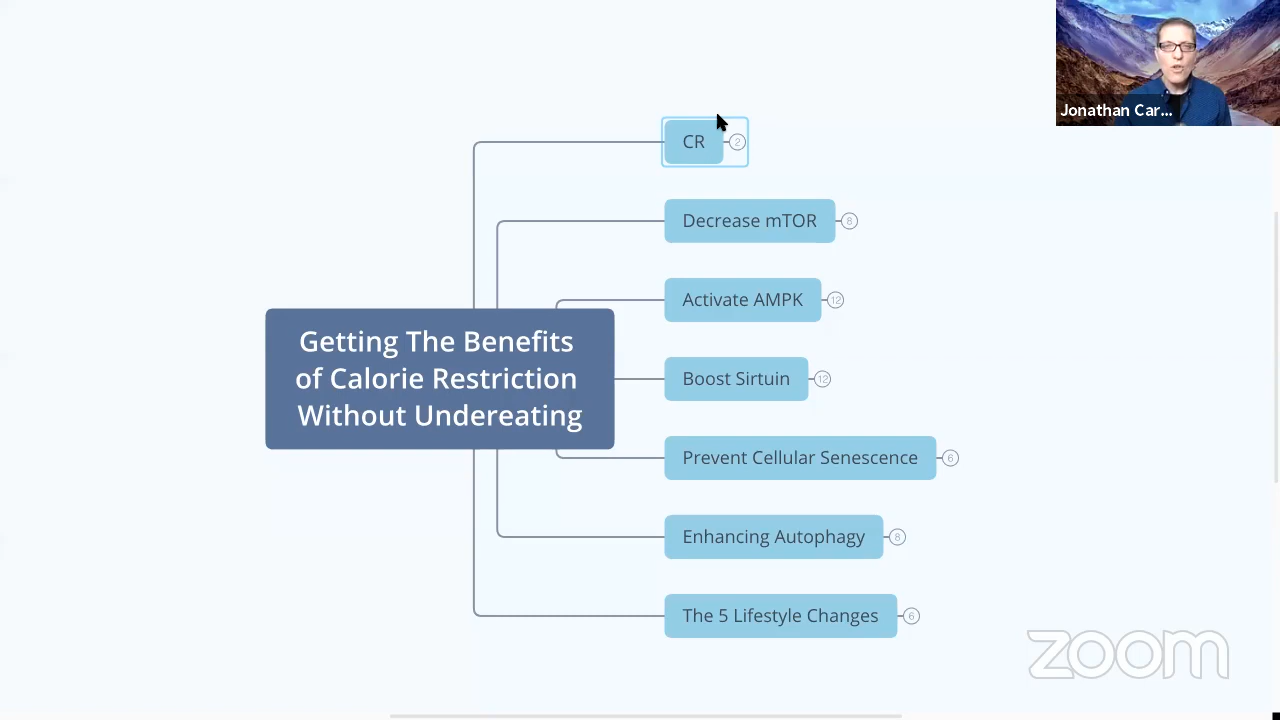 Jonathan Car...
CR
2
Decrease mTOR
8
Activate AMPK
12
Getting The Benefits
of Calorie Restriction
Without Undereating
Boost Sirtuin
12
Prevent Cellular Senescence
6
Enhancing Autophagy
8
The 5 Lifestyle Changes
6
zoom